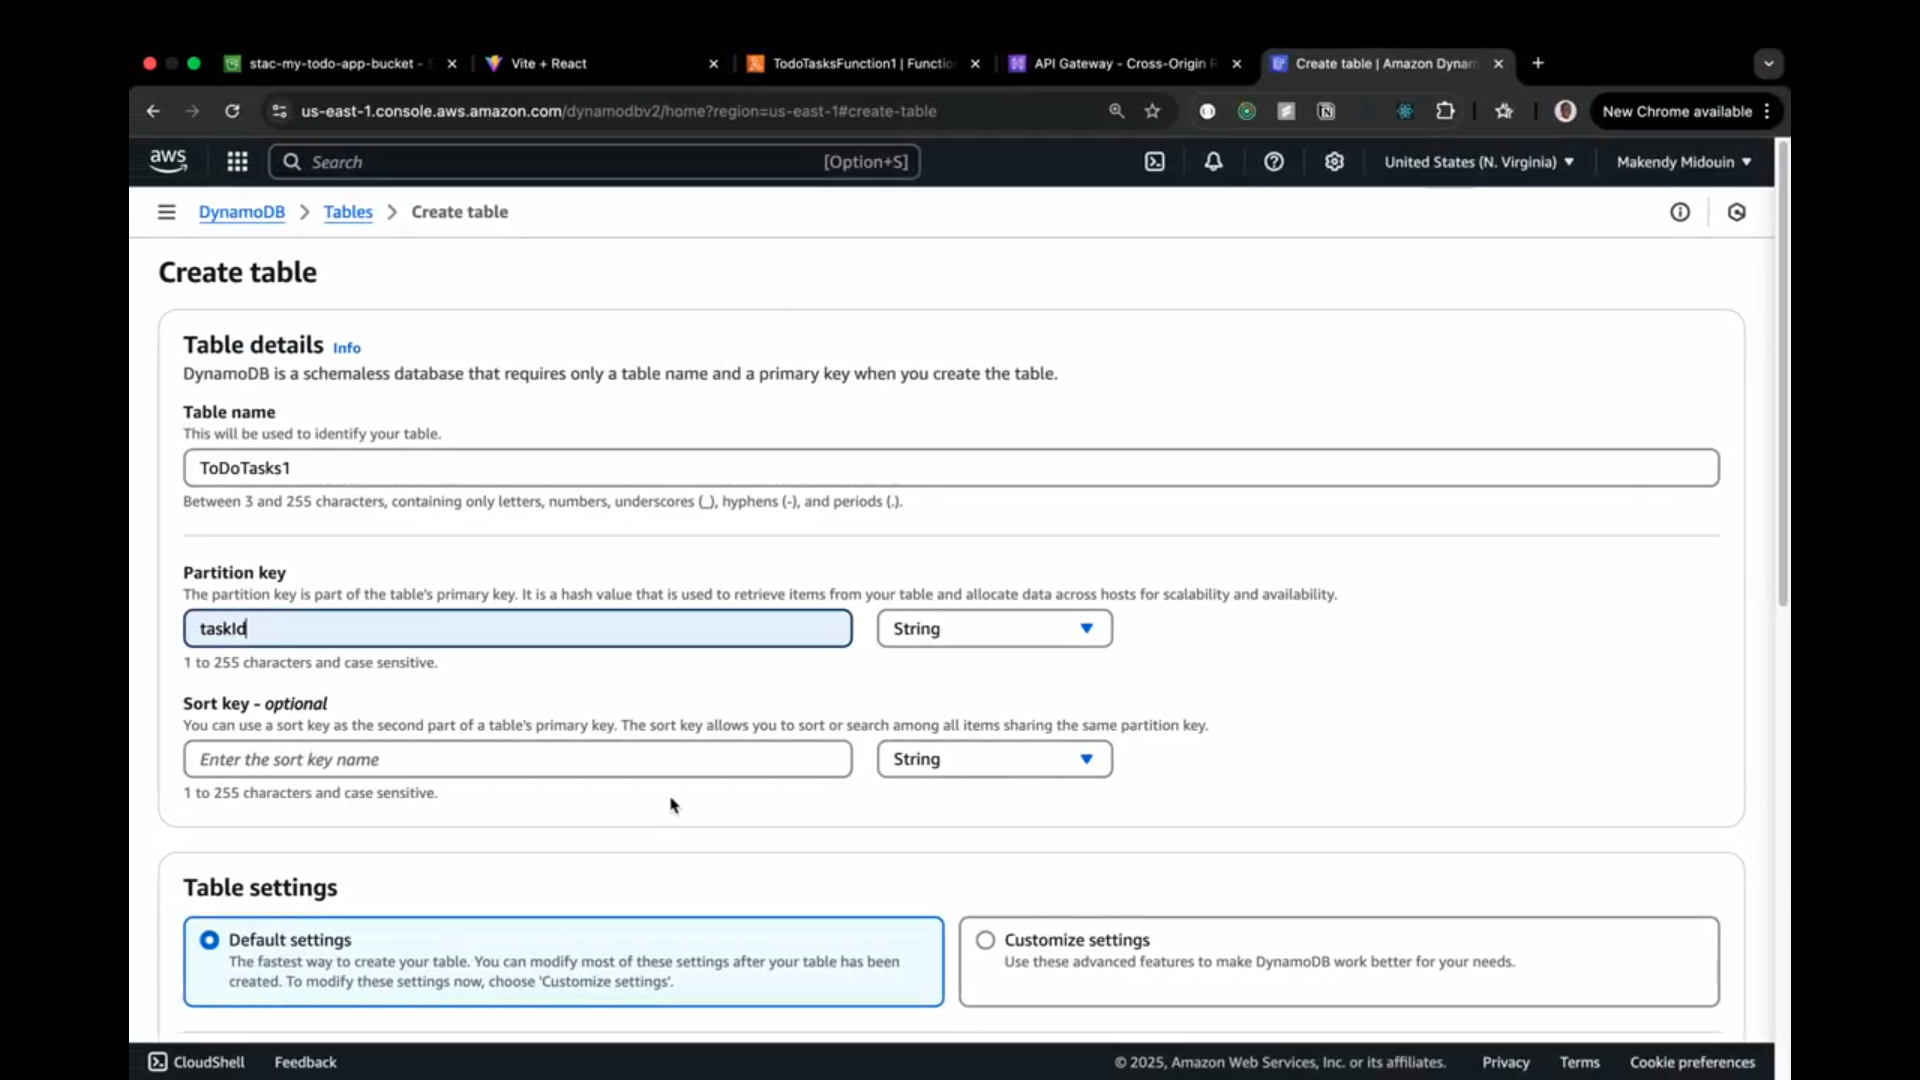 stac-my-todo-app-bucket - S
Vite + React
TodoTasksFunction1 | Functio
API Gateway - Cross-Origin R
Create table | Amazon Dynam
us-east-1.console.aws.amazon.com/dynamodbv2/home?region=us-east-1#create-table
New Chrome available
aws
Search
[Option+S]
United States (N. Virginia)
Makendy Midouin
DynamoDB
Tables
Create table
Create table
Table details Info
DynamoDB is a schemaless database that requires only a table name and a primary key when you create the table.
Table name
This will be used to identify your table.
ToDoTasks1
Between 3 and 255 characters, containing only letters, numbers, underscores (_), hyphens (-), and periods (.).
Partition key
The partition key is part of the table's primary key. It is a hash value that is used to retrieve items from your table and allocate data across hosts for scalability and availability.
taskId
String
1 to 255 characters and case sensitive.
Sort key - optional
You can use a sort key as the second part of a table's primary key. The sort key allows you to sort or search among all items sharing the same partition key.
Enter the sort key name
String
1 to 255 characters and case sensitive.
Table settings
Default settings
The fastest way to create your table. You can modify most of these settings after your table has been
created. To modify these settings now, choose 'Customize settings'.
Customize settings
Use these advanced features to make DynamoDB work better for your needs.
CloudShell
Feedback
© 2025, Amazon Web Services, Inc. or its affiliates.
Privacy
Terms
Cookie preferences